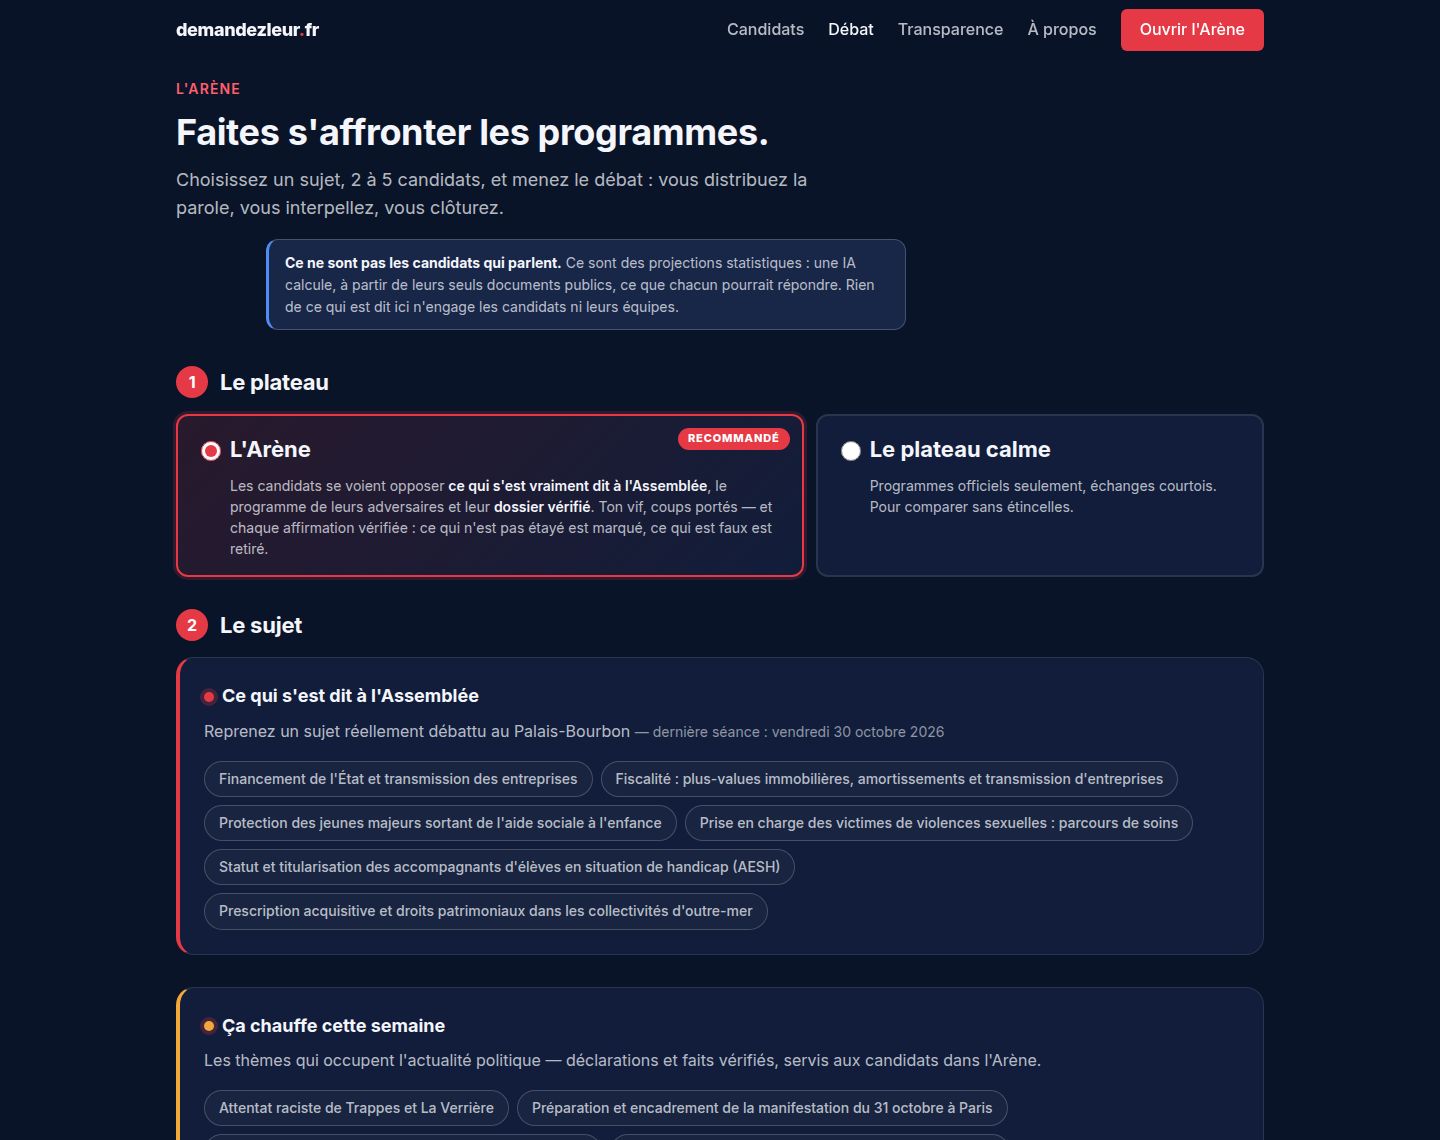 demandezleur.fr
Candidats
Débat
Transparence
À propos
Ouvrir l'Arène
L'ARÈNE
Faites s'affronter les programmes.
Choisissez un sujet, 2 à 5 candidats, et menez le débat : vous distribuez la
parole, vous interpellez, vous clôturez.
Ce ne sont pas les candidats qui parlent. Ce sont des projections statistiques : une IA
calcule, à partir de leurs seuls documents publics, ce que chacun pourrait répondre. Rien
de ce qui est dit ici n'engage les candidats ni leurs équipes.
1 Le plateau
L'Arène
RECOMMANDÉ
Les candidats se voient opposer ce qui s'est vraiment dit à l'Assemblée, le
programme de leurs adversaires et leur dossier vérifié. Ton vif, coups portés — et
chaque affirmation vérifiée : ce qui n'est pas étayé est marqué, ce qui est faux est
retiré.
Le plateau calme
Programmes officiels seulement, échanges courtois.
Pour comparer sans étincelles.
2 Le sujet
Ce qui s'est dit à l'Assemblée
Reprenez un sujet réellement débattu au Palais-Bourbon — dernière séance : vendredi 30 octobre 2026
Financement de l'État et transmission des entreprises
Fiscalité : plus-values immobilières, amortissements et transmission d'entreprises
Protection des jeunes majeurs sortant de l'aide sociale à l'enfance
Prise en charge des victimes de violences sexuelles : parcours de soins
Statut et titularisation des accompagnants d'élèves en situation de handicap (AESH)
Prescription acquisitive et droits patrimoniaux dans les collectivités d'outre-mer
Ça chauffe cette semaine
Les thèmes qui occupent l'actualité politique — déclarations et faits vérifiés, servis aux candidats dans l'Arène.
Attentat raciste de Trappes et La Verrière
Préparation et encadrement de la manifestation du 31 octobre à Paris